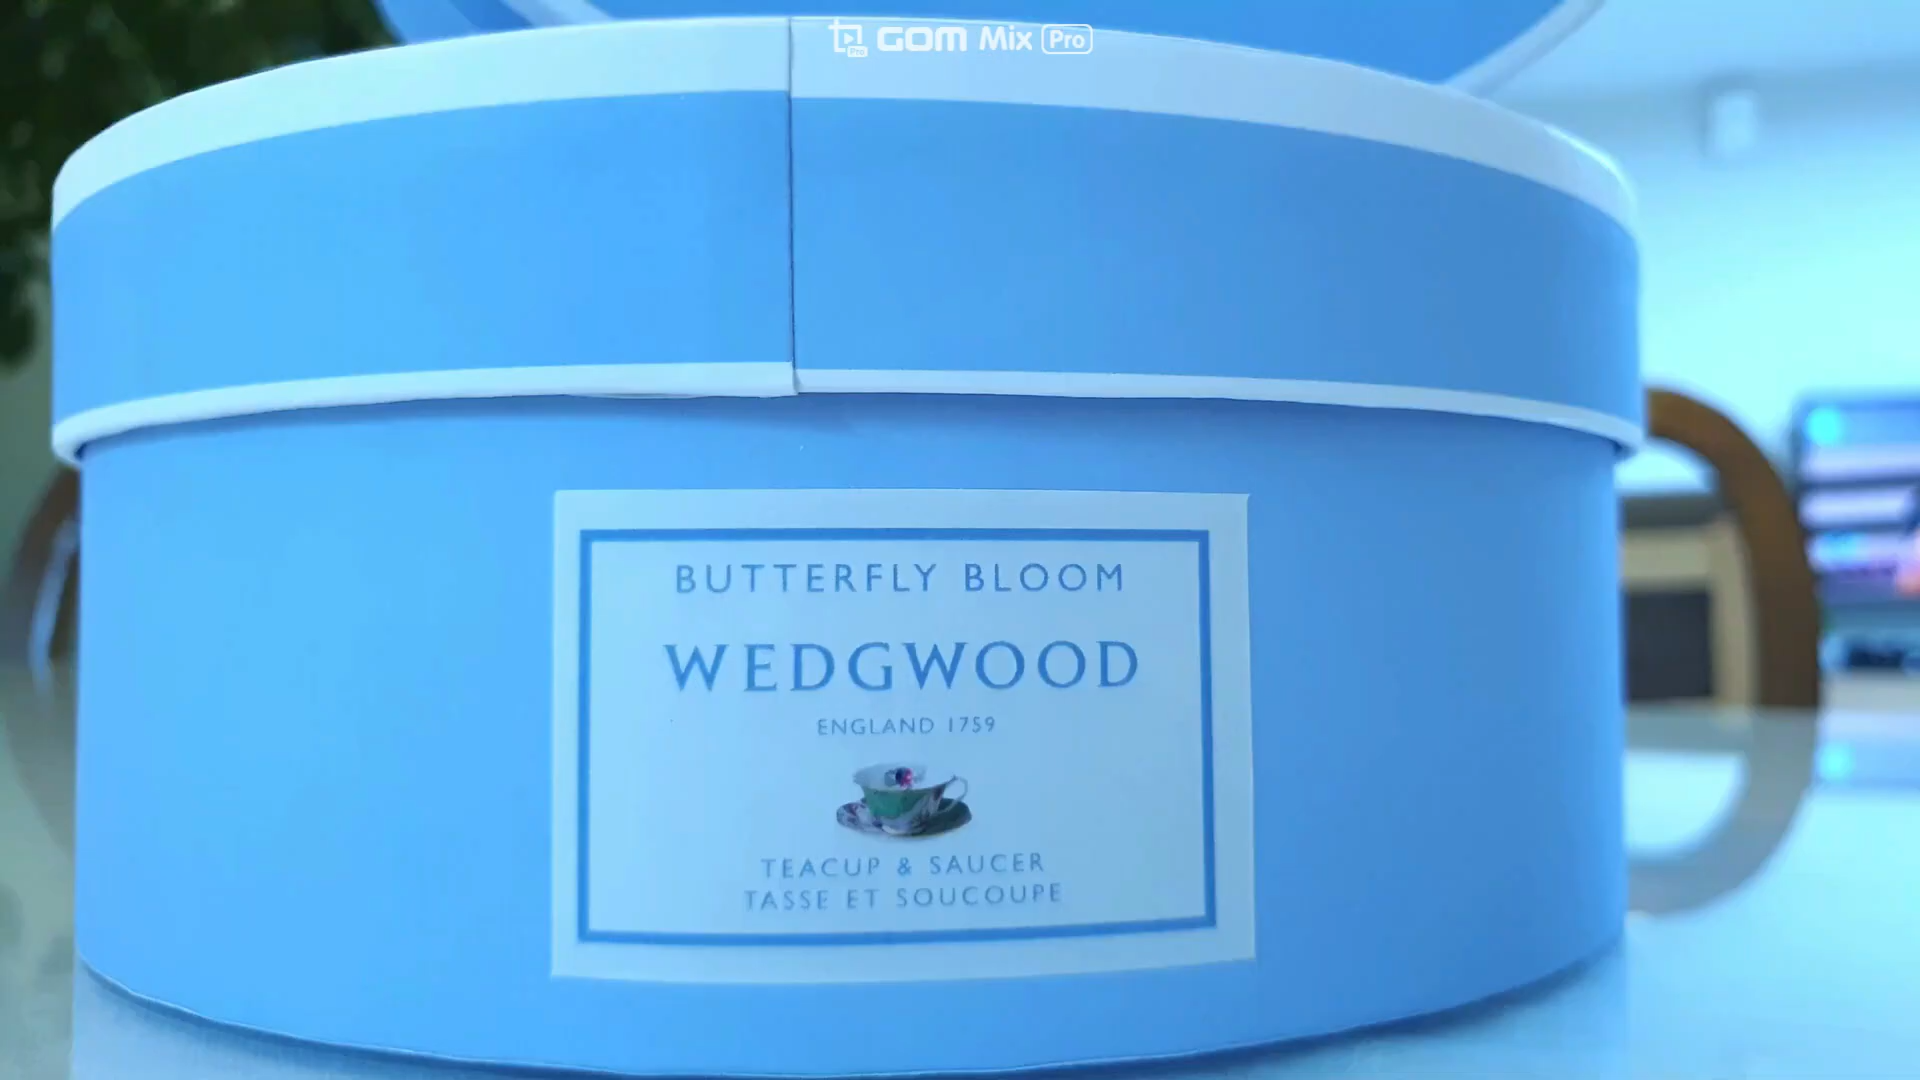 GOM Mix Pro
BUTTERFLY BLOOM
WEDGWOOD
ENGLAND 1759
TEACUP & SAUCER
TASSE ET SOUCOUPE